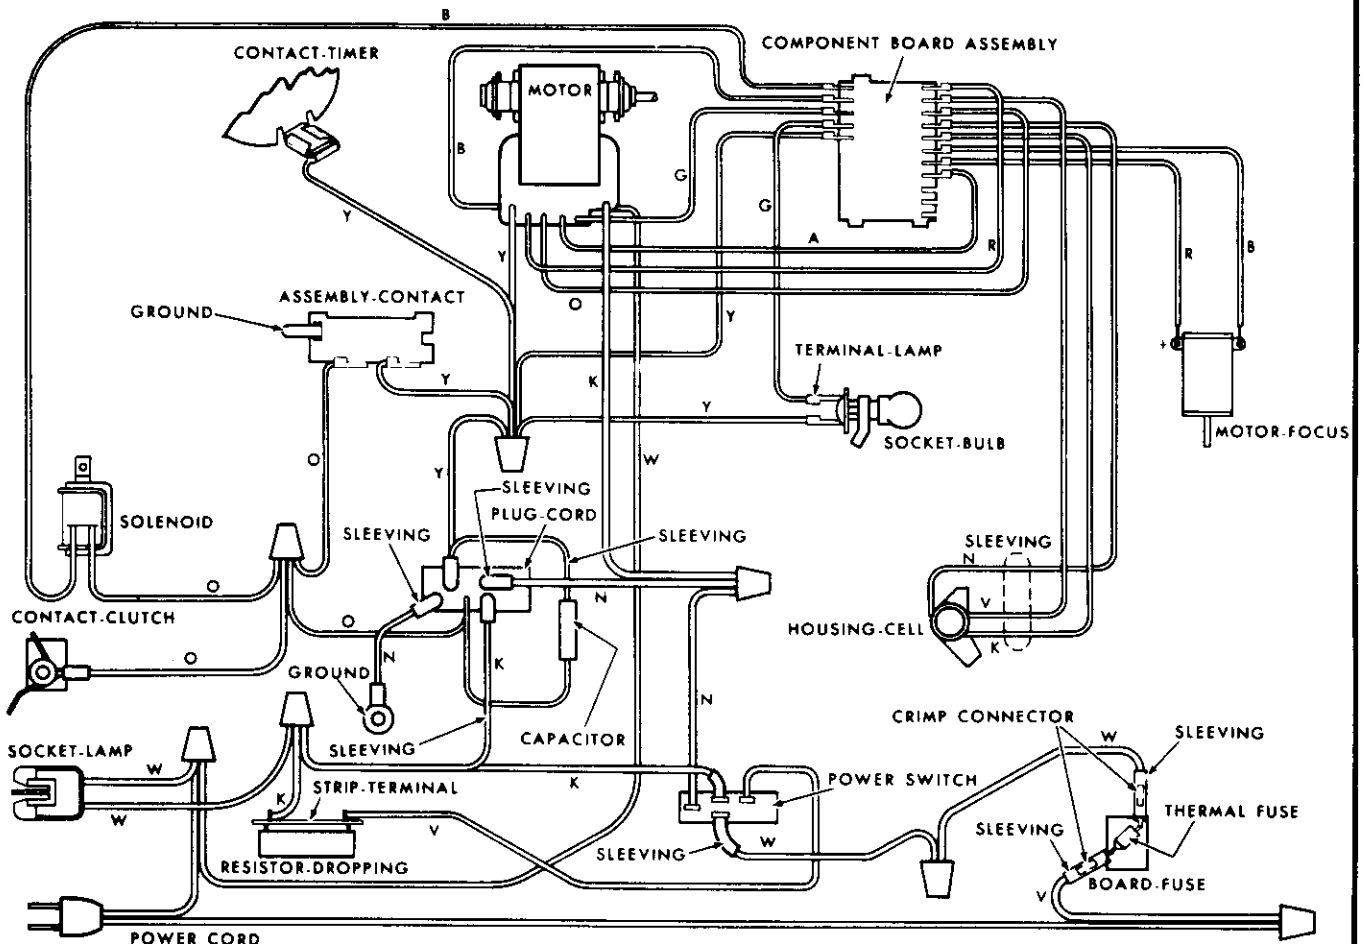 B
CONTACT-TIMER
COMPONENT BOARD ASSEMBLY
MOTOR
B
G
Y
G
A
R
R
B
Y
ASSEMBLY-CONTACT
GROUND
O
Y
+
TERMINAL-LAMP
K
Y
Y
MOTOR-FOCUS
SOCKET-BULB
O
Y
W
SLEEVING
PLUG-CORD
SOLENOID
SLEEVING
SLEEVING
SLEEVING
N
O
N
CONTACT-CLUTCH
O
V
HOUSING-CELL
K
O
N
K
GROUND
N
CRIMP CONNECTOR
SLEEVING
CAPACITOR
W
SLEEVING
SOCKET-LAMP
W
K
POWER SWITCH
STRIP-TERMINAL
K
W
V
THERMAL FUSE
SLEEVING
W
SLEEVING
RESISTOR-DROPPING
BOARD-FUSE
V
POWER CORD